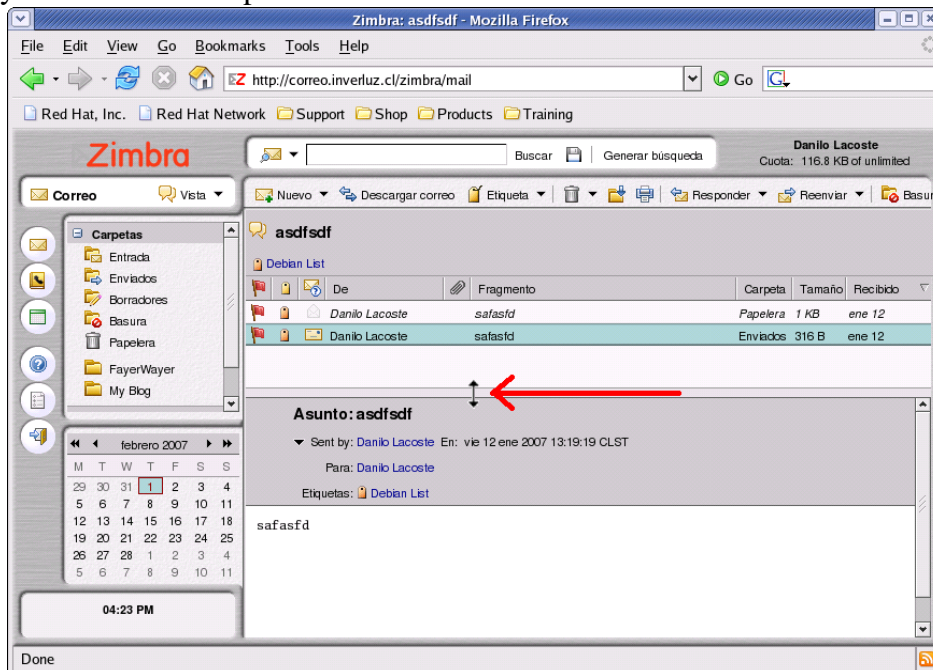 Zimbra: asdfsdf - Mozilla Firefox
File Edit View Go Bookmarks Tools Help
http://correo.inverluz.cl/zimbra/mail Go G
Red Hat, Inc. Red Hat Network Support Shop Products Training
Zimbra Buscar Generar búsqueda
Danilo Lacoste
Cuota: 116.8 KB of unlimited
Correo Vista Nuevo Descargar correo Etiqueta Responder Reenviar Basur
Carpetas
Entrada
Enviados
Borradores
Basura
Papelera
FayerWayer
My Blog
asdfsdf
Debian List
De Fragmento Carpeta Tamaño Recibido
Danilo Lacoste safasfd Papelera 1 KB ene 12
Danilo Lacoste safasfd Enviados 316 B ene 12
Asunto: asdfsdf
Sent by: Danilo Lacoste En: vie 12 ene 2007 13:19:19 CLST
Para: Danilo Lacoste
Etiquetas: Debian List
safasfd
febrero 2007
M T W T F S S
29 30 31 1 2 3 4
5 6 7 8 9 10 11
12 13 14 15 16 17 18
19 20 21 22 23 24 25
26 27 28 1 2 3 4
5 6 7 8 9 10 11
04:23 PM
Done